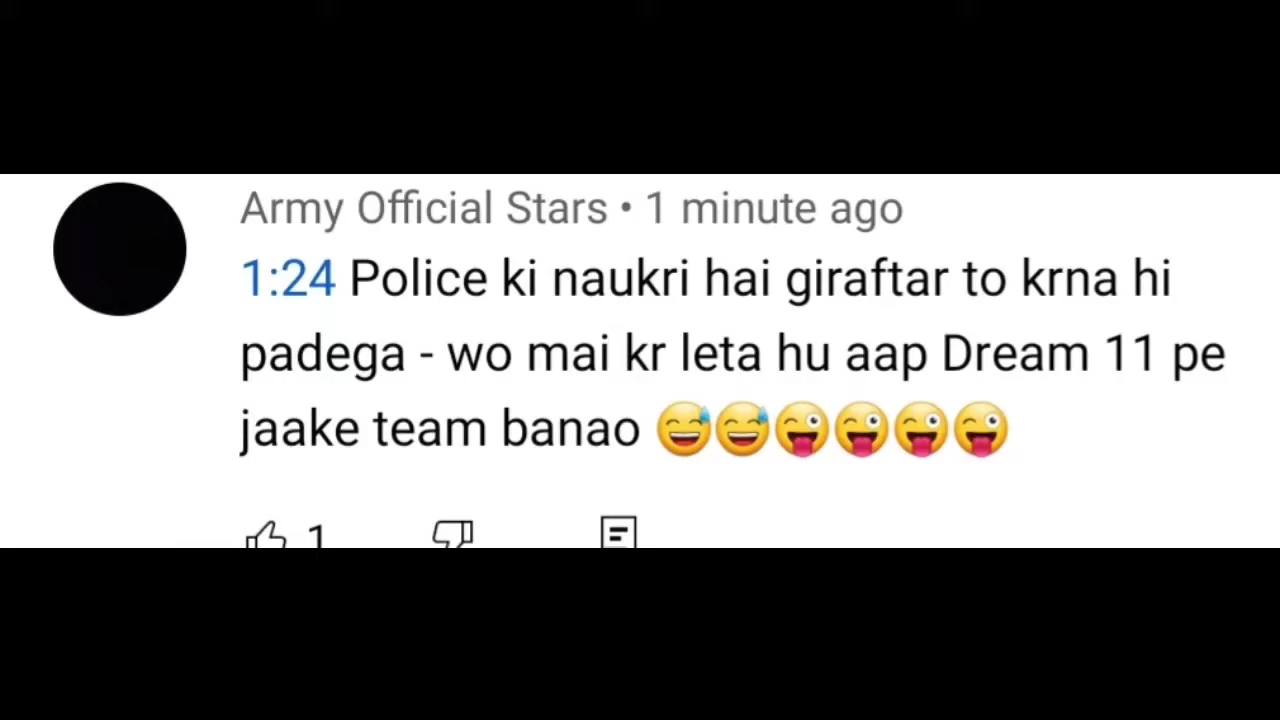 Army Official Stars • 1 minute ago
1:24 Police ki naukri hai giraftar to krna hi
padega - wo mai kr leta hu aap Dream 11 pe
jaake team banao 😅😅😜😜😜😜
1